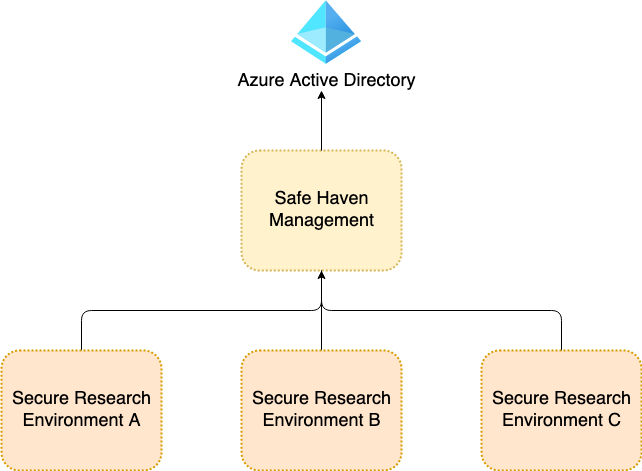 Azure Active Directory
Safe Haven
Management
Secure Research
Environment A
Secure Research
Environment B
Secure Research
Environment C